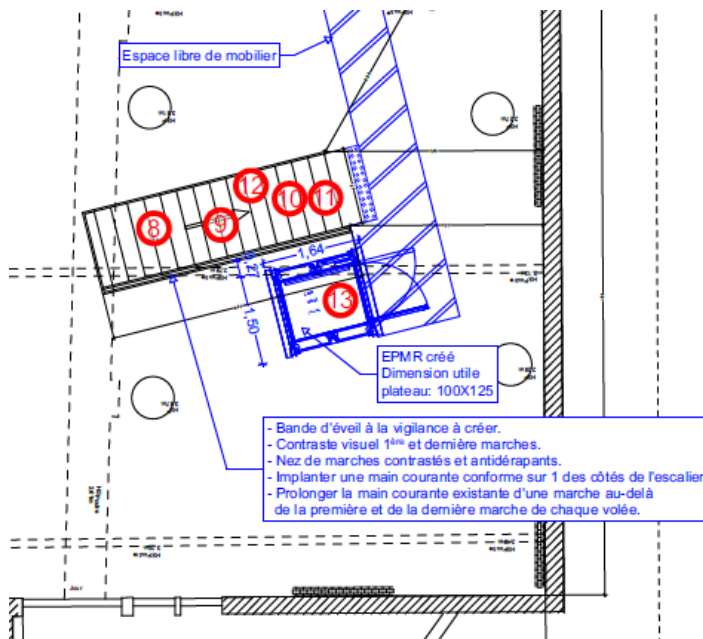 Espace libre de mobilier
12
10
11
8
9
1,64
0,27
13
1,50
EPMR créé
Dimension utile
plateau: 100X125
- Bande d'éveil à la vigilance à créer.
- Contraste visuel 1ère et dernière marches.
- Nez de marches contrastés et antidérapants.
- Implanter une main courante conforme sur 1 des côtés de l'escalier
- Prolonger la main courante existante d'une marche au-delà
de la première et de la dernière marche de chaque volée.
Jour